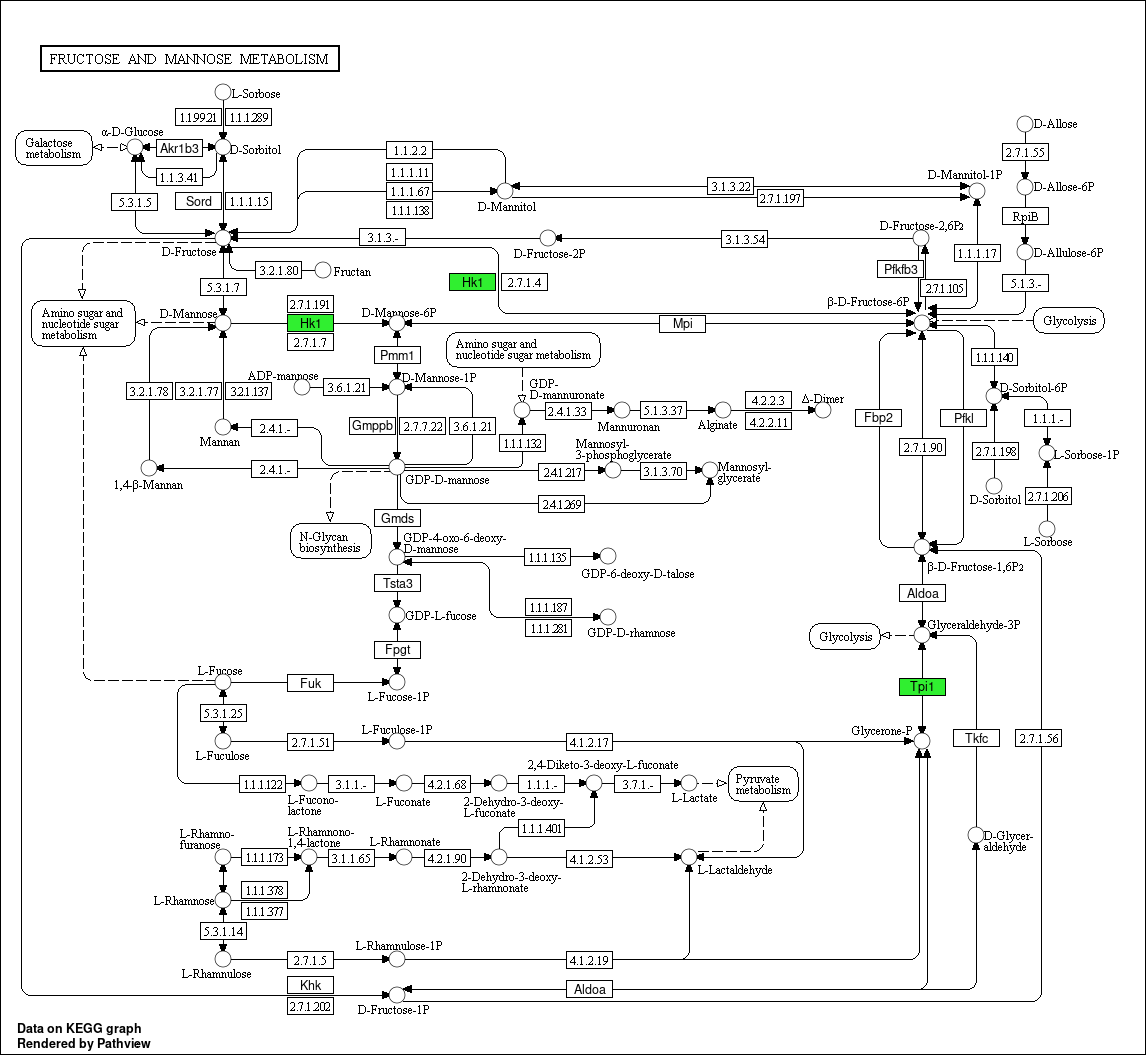 FRUCTOSE AND MANNOSE METABOLISM
L-Sorbose
1.1.99.21
1.1.1.289
α-D-Glucose
Galactose
metabolism
Akr1b3
D-Sorbitol
1.1.3.41
5.3.1.5
Sord
1.1.1.15
1.1.2.2
1.1.1.11
1.1.1.67
1.1.1.138
D-Mannitol
3.1.3.22
2.7.1.197
D-Mannitol-1P
D-Allose
2.7.1.55
D-Allose-6P
RpiB
D-Allulose-6P
5.1.3.-
D-Fructose
3.1.3.-
D-Fructose-2P
3.1.3.54
D-Fructose-2,6P2
1.1.1.17
3.2.1.80
Fructan
Hk1
2.7.1.4
Pfkfb3
2.7.1.105
5.3.1.7
β-D-Fructose-6P
Amino sugar and
nucleotide sugar
metabolism
D-Mannose
2.7.1.191
Hk1
2.7.1.7
D-Mannose-6P
Mpi
Glycolysis
Pmm1
Amino sugar and
nucleotide sugar metabolism
1.1.1.140
ADP-mannose
3.6.1.21
D-Mannose-1P
GDP-
D-mannuronate
D-Sorbitol-6P
3.2.1.78
3.2.1.77
3.2.1.137
2.4.1.33
Mannuronan
5.1.3.37
Alginate
4.2.2.3
4.2.2.11
Δ-Dimer
Fbp2
Pfkl
1.1.1.-
Mannan
2.4.1.-
Gmppb
2.7.7.22
3.6.1.21
1.1.1.132
2.7.1.90
2.7.1.198
L-Sorbose-1P
1,4-β-Mannan
2.4.1.-
GDP-D-mannose
2.4.1.217
Mannosyl-
3-phosphoglycerate
3.1.3.70
Mannosyl-
glycerate
D-Sorbitol
2.7.1.206
2.4.1.269
L-Sorbose
N-Glycan
biosynthesis
Gmds
GDP-4-oxo-6-deoxy-
D-mannose
1.1.1.135
GDP-6-deoxy-D-talose
β-D-Fructose-1,6P2
Tsta3
Aldoa
GDP-L-fucose
1.1.1.187
1.1.1.281
GDP-D-rhamnose
Glycolysis
Glyceraldehyde-3P
Fpgt
L-Fucose
Fuk
L-Fucose-1P
Tpi1
5.3.1.25
L-Fuculose
2.7.1.51
L-Fuculose-1P
4.1.2.17
Glycerone-P
Tkfc
2.7.1.56
1.1.1.122
L-Fucono-
lactone
3.1.1.-
L-Fuconate
4.2.1.68
2-Dehydro-3-deoxy-
L-fuconate
1.1.1.-
2,4-Diketo-3-deoxy-L-fuconate
3.7.1.-
L-Lactate
Pyruvate
metabolism
1.1.1.401
D-Glycer-
aldehyde
L-Rhamno-
furanose
1.1.1.173
L-Rhamnono-
1,4-lactone
3.1.1.65
L-Rhamnonate
4.2.1.90
2-Dehydro-3-deoxy-
L-rhamnonate
4.1.2.53
L-Lactaldehyde
L-Rhamnose
1.1.1.378
1.1.1.377
5.3.1.14
L-Rhamnulose
2.7.1.5
L-Rhamnulose-1P
4.1.2.19
Khk
2.7.1.202
D-Fructose-1P
Aldoa
Data on KEGG graph
Rendered by Pathview